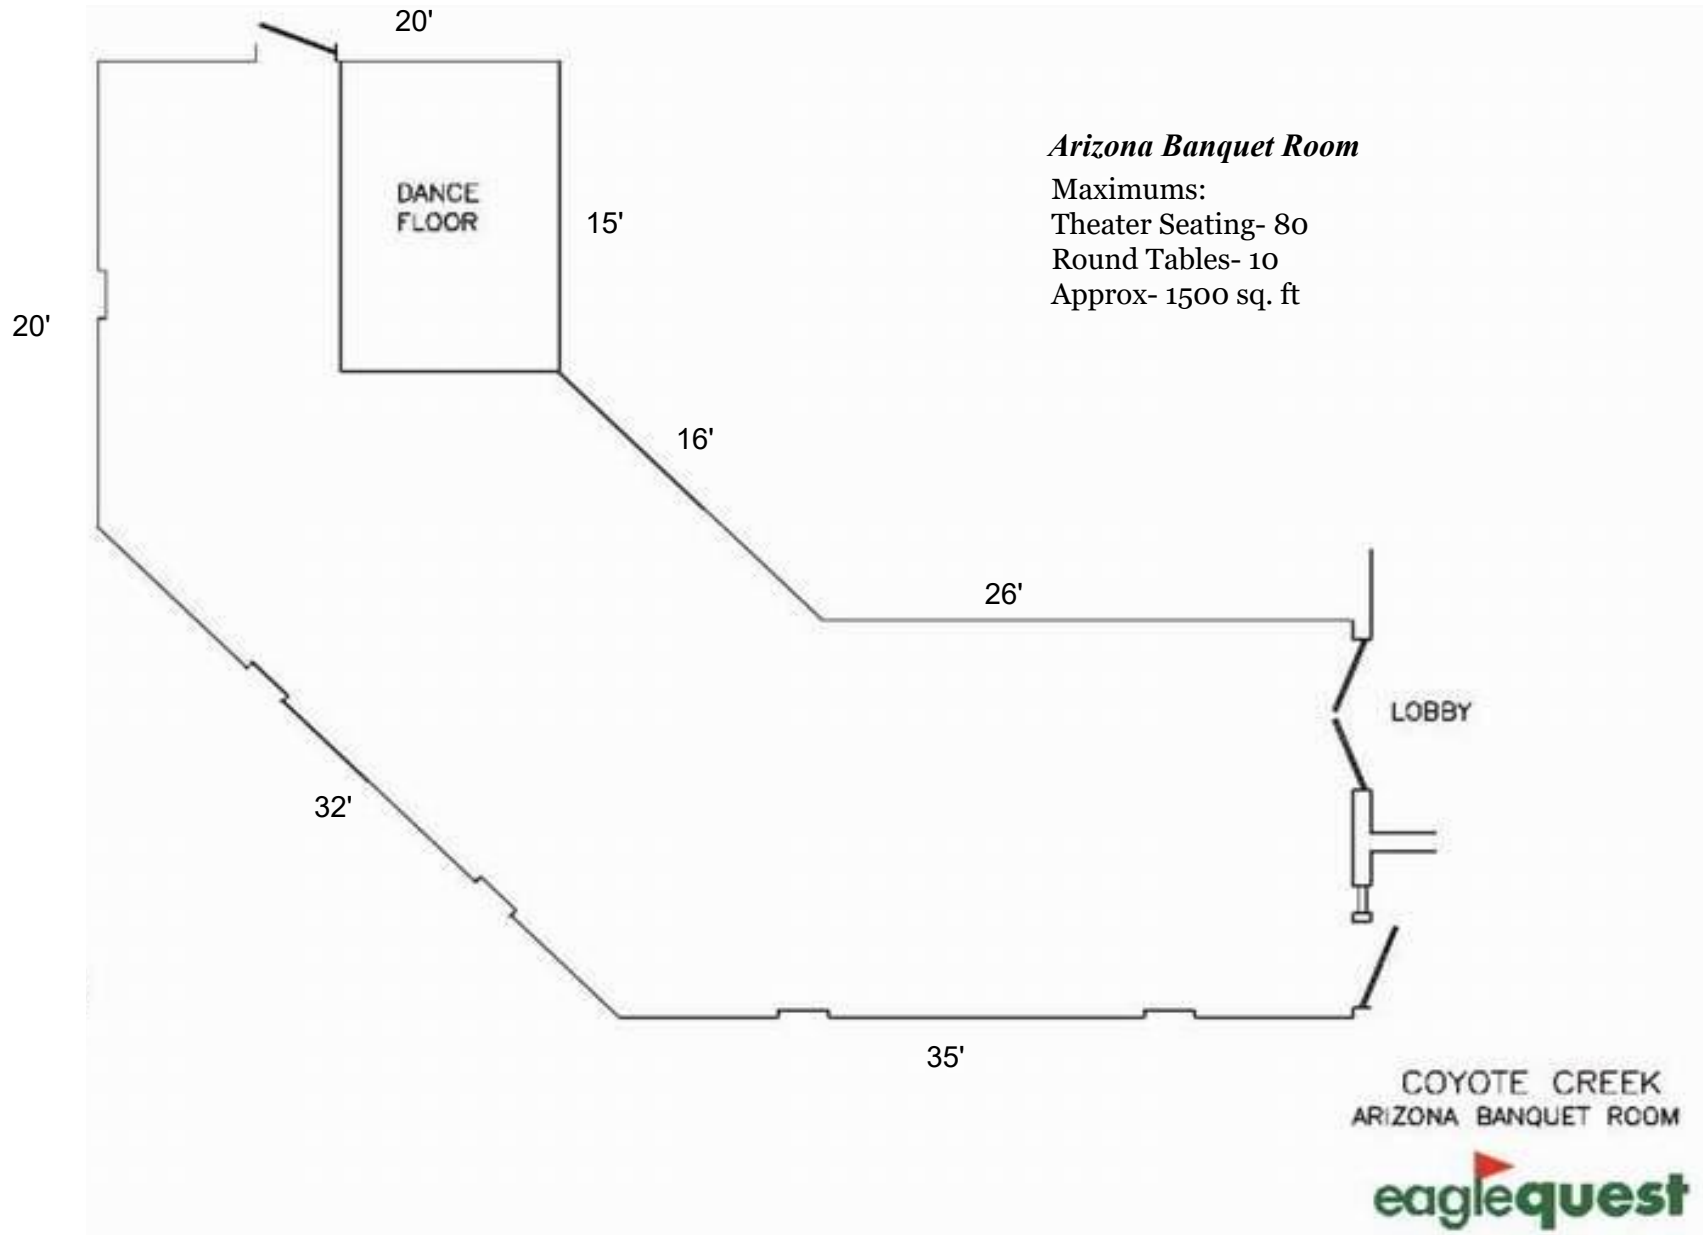 20'
Arizona Banquet Room
Maximums:
Theater Seating- 80
Round Tables- 10
Approx- 1500 sq. ft
DANCE
FLOOR
15'
20'
16'
26'
LOBBY
32'
35'
COYOTE CREEK
ARIZONA BANQUET ROOM
eaglequest